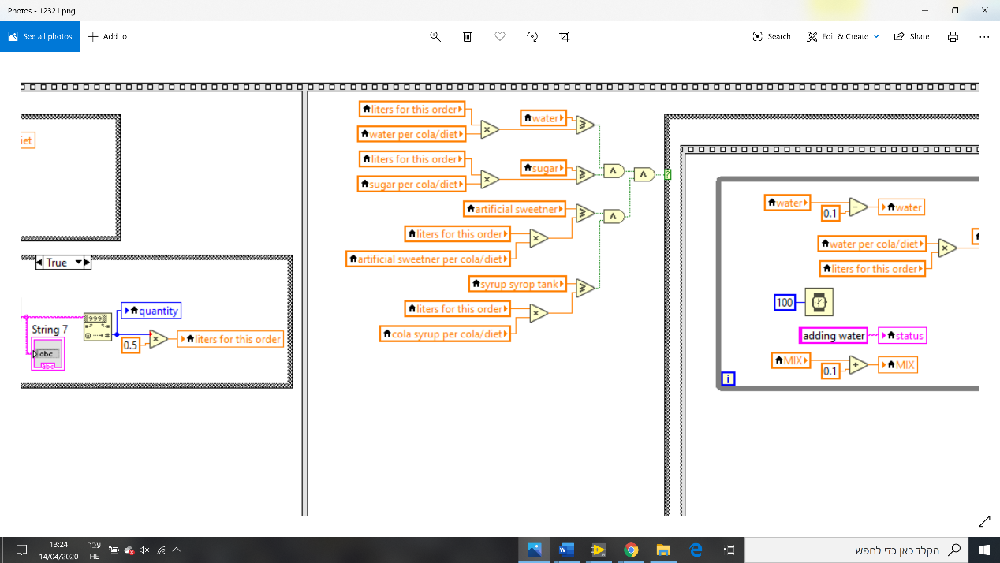 Photos - 12321.png
See all photos
Add to
Search
Edit & Create
Share
iet
True
999
quantity
String 7
abc
abc
0.5
liters for this order
liters for this order
water per cola/diet
water
liters for this order
sugar per cola/diet
sugar
artificial sweetner
liters for this order
artificial sweetner per cola/diet
syrup syrop tank
liters for this order
cola syrup per cola/diet
?
water
0.1
water
water per cola/diet
liters for this order
100
adding water
status
MIX
0.1
MIX
i
13:24
14/04/2020
עבר
HE
הקלד כאן כדי לחפש